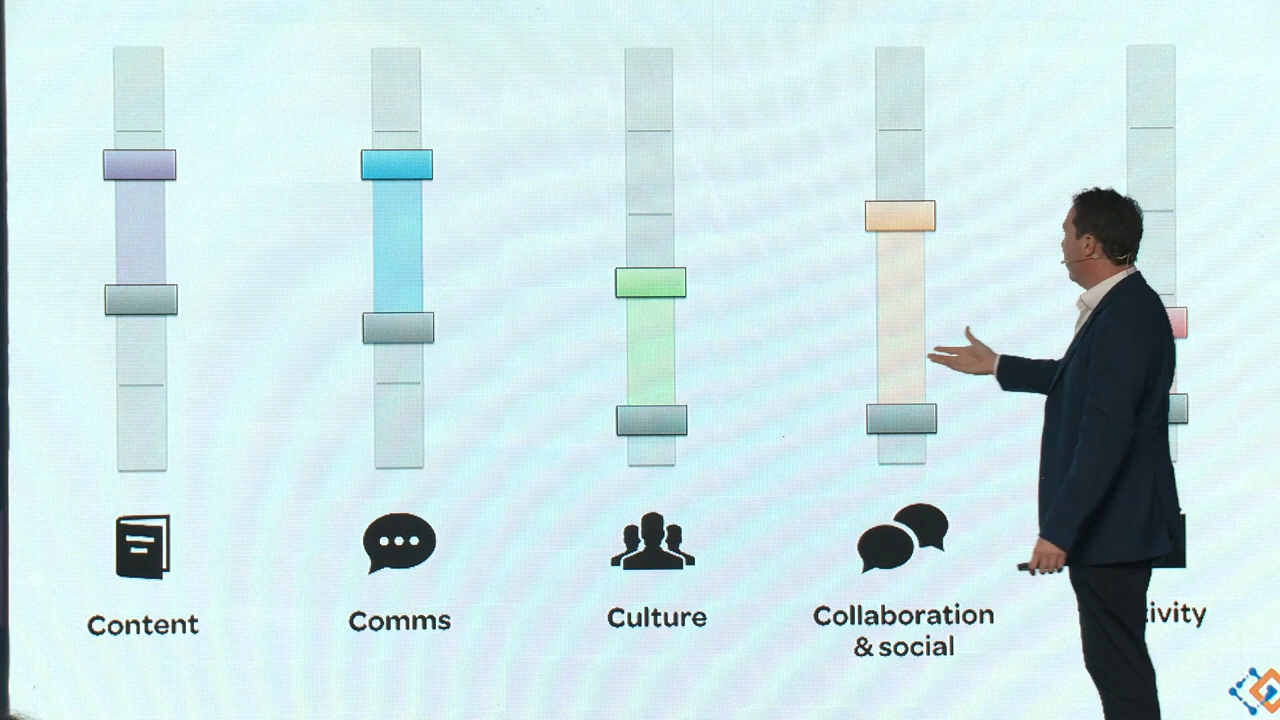 Content
Comms
Culture
Collaboration
& social